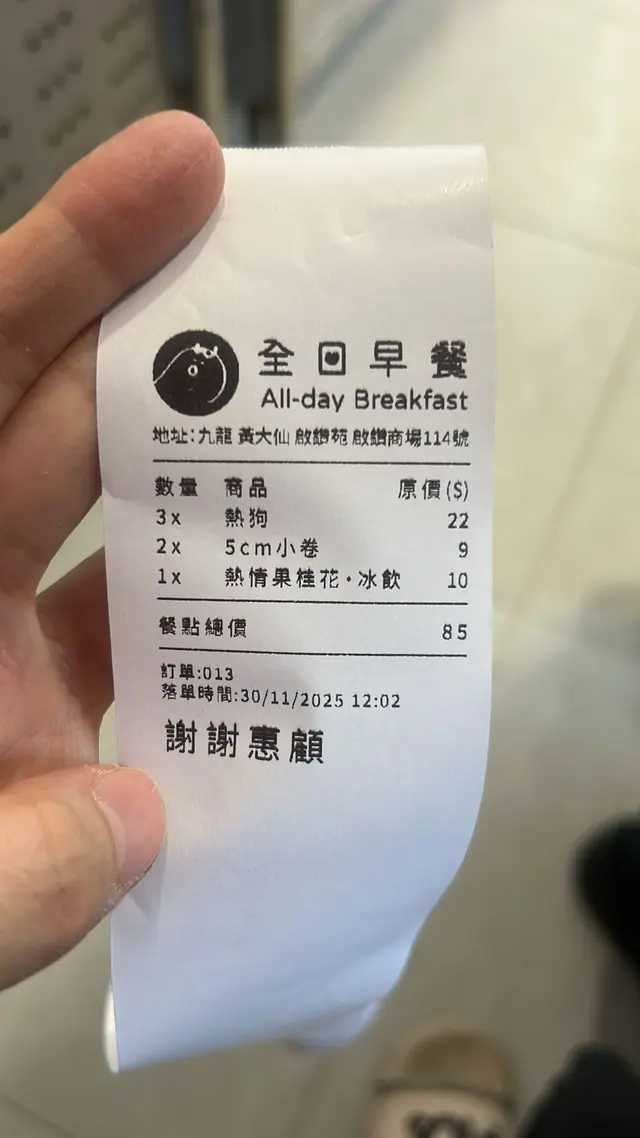 全日早餐
All-day Breakfast
地址:九龍 黃大仙 啟鑽苑 啟鑽商場114號
數量 商品 原價($)
3x 熱狗 22
2x 5cm小卷 9
1x 熱情果桂花·冰飲 10
餐點總價 85
訂單:013
落單時間:30/11/2025 12:02
謝謝惠顧